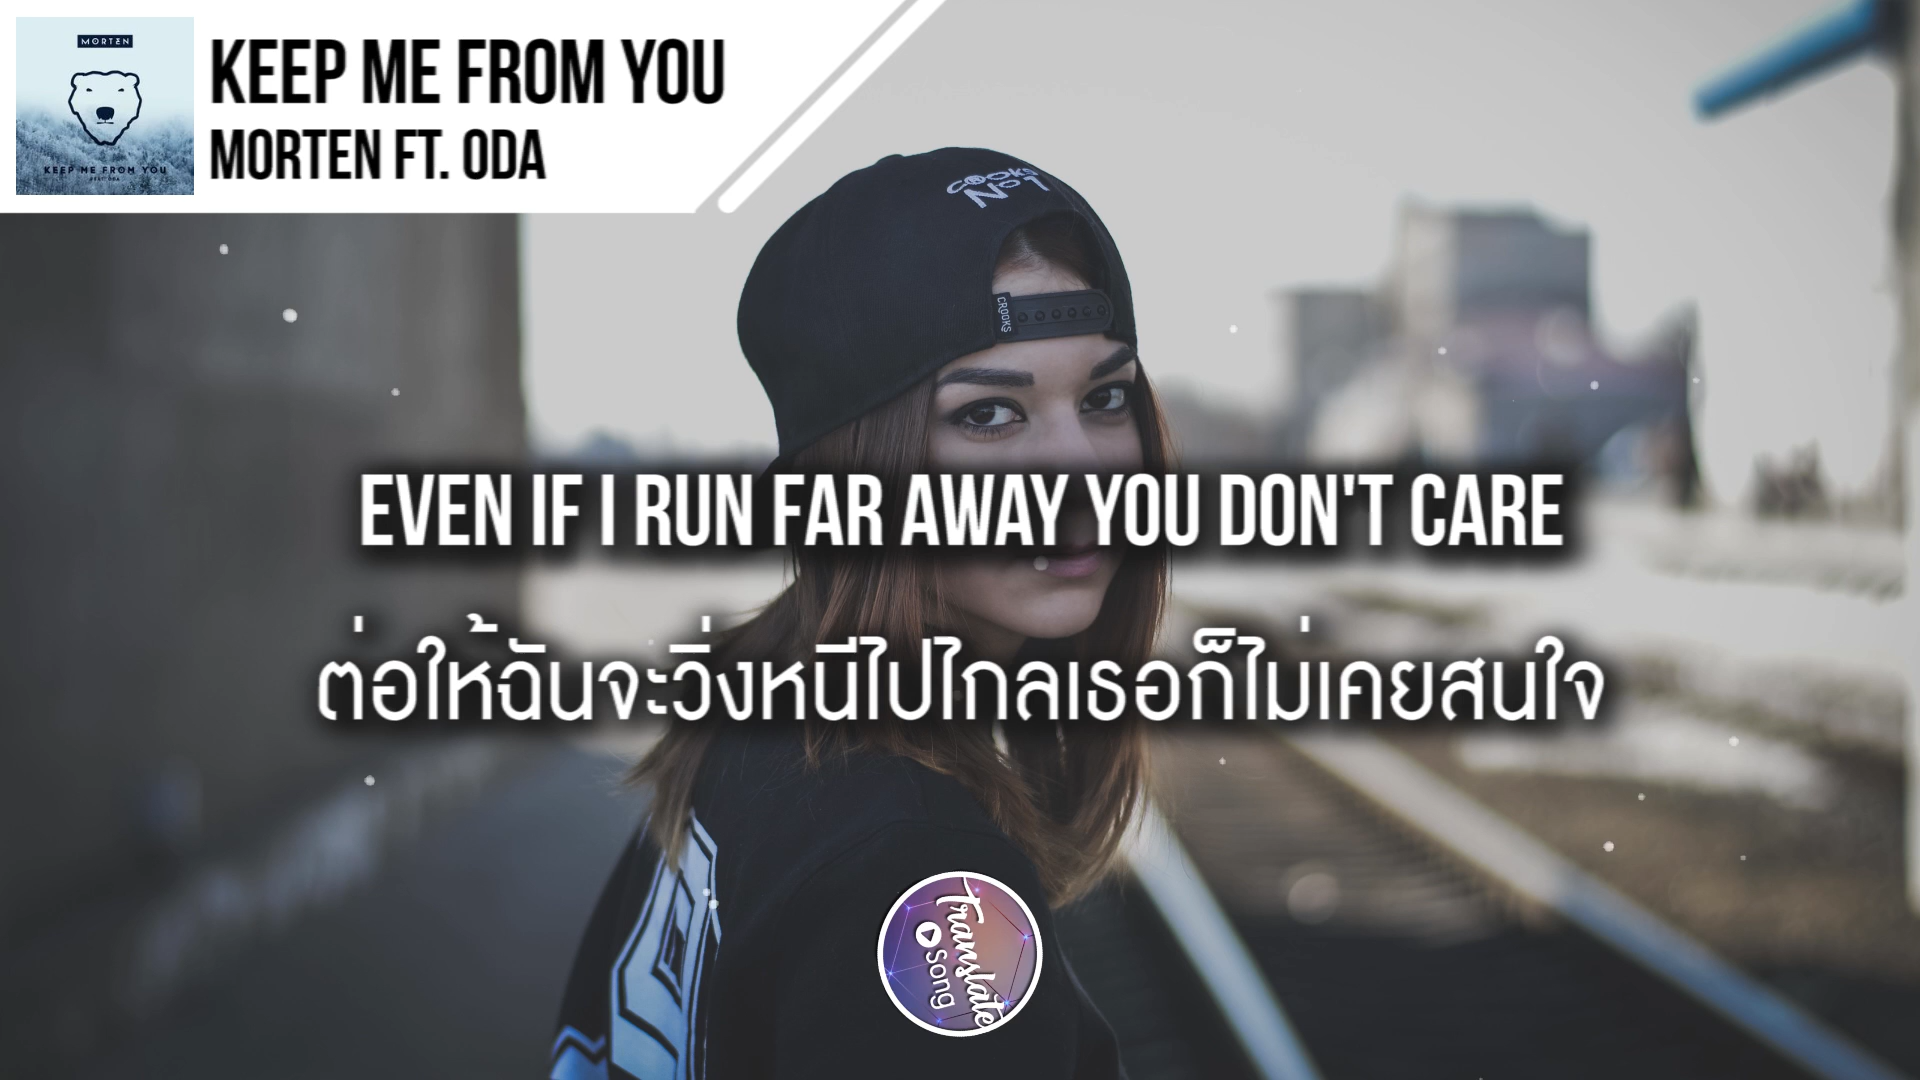 MORTEN
KEEP ME FROM YOU
FEAT. ODA
KEEP ME FROM YOU
MORTEN FT. ODA
COOKS
Nº1
CROOKS
EVEN IF I RUN FAR AWAY YOU DON'T CARE
ต่อให้ฉันจะวิ่งหนีไปไกลเธอก็ไม่เคยสนใจ
Translate
Song